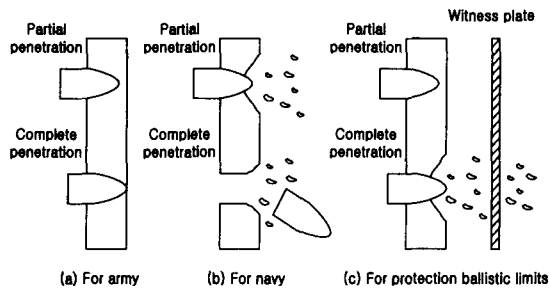 Witness plate
Partial
penetration
Partial
penetration
Partial
penetration
Complete
penetration
Complete
penetration
Complete
penetration
(a) For army
(b) For navy
(c) For protection ballistic limits